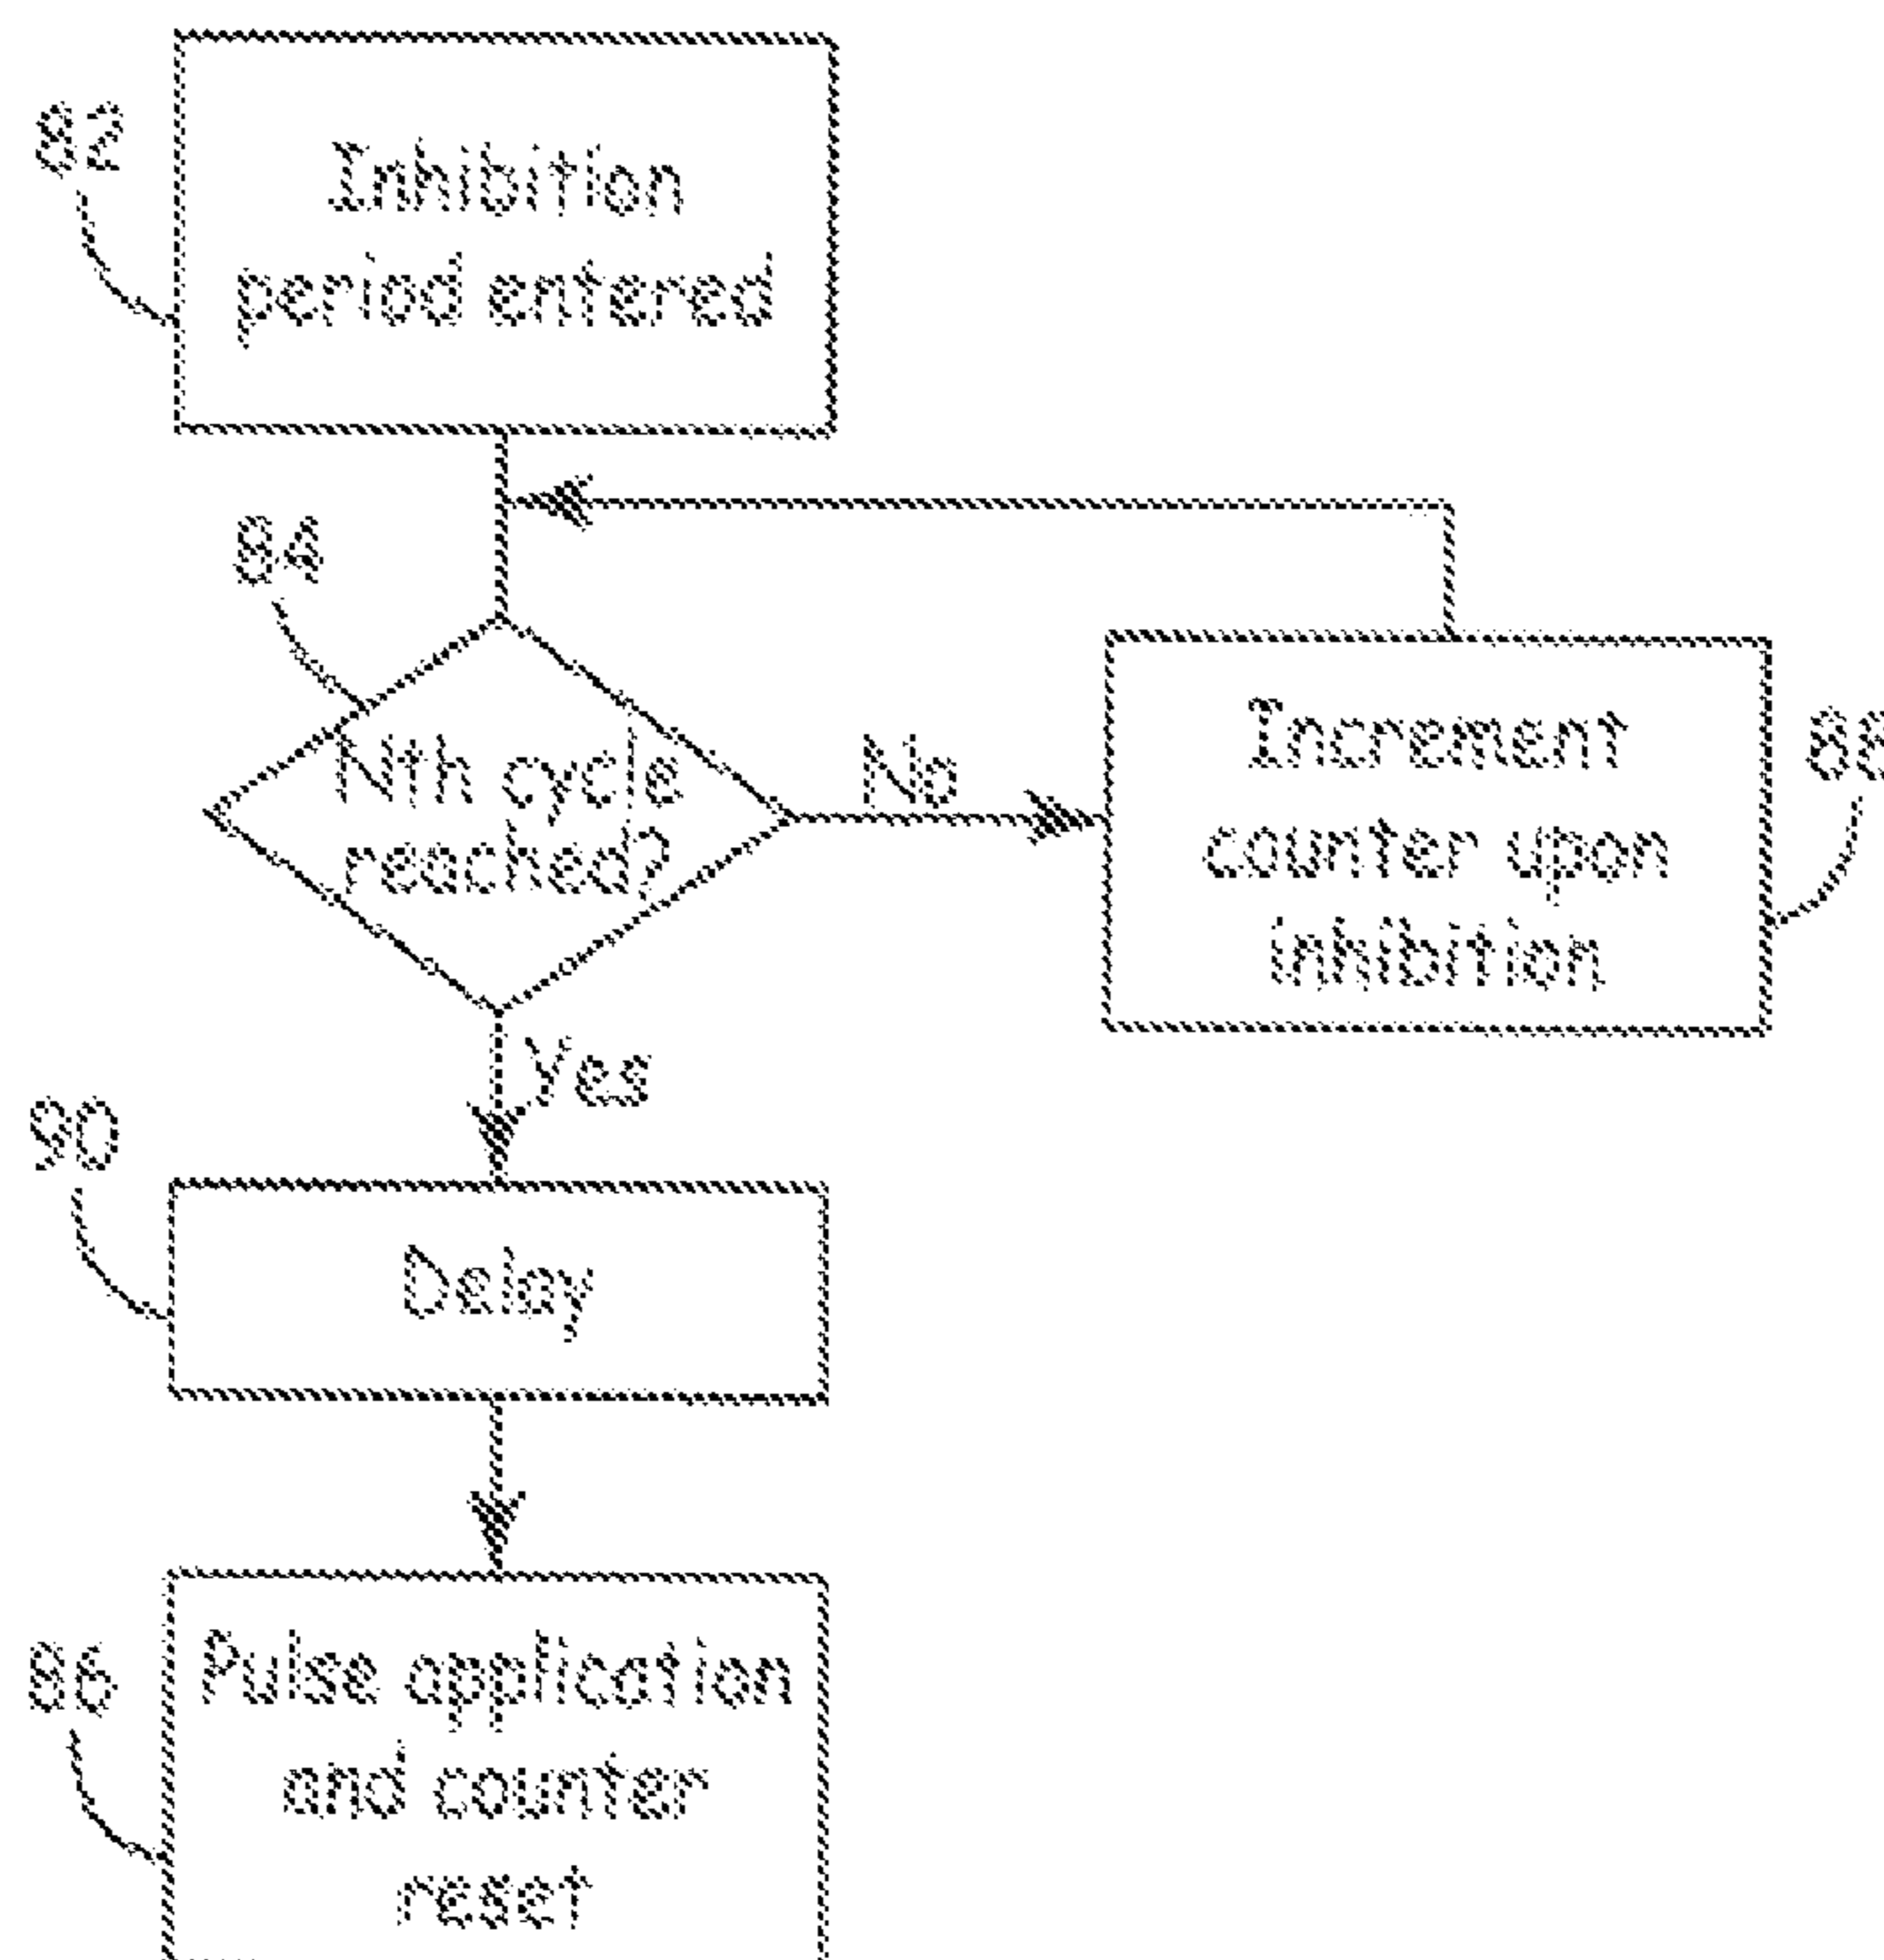 82
Inhibition
period entered
84
Nth cycle
reached?
No
Increment
counter upon
inhibition
88
Yes
90
Delay
86
Pulse application
and counter
reset